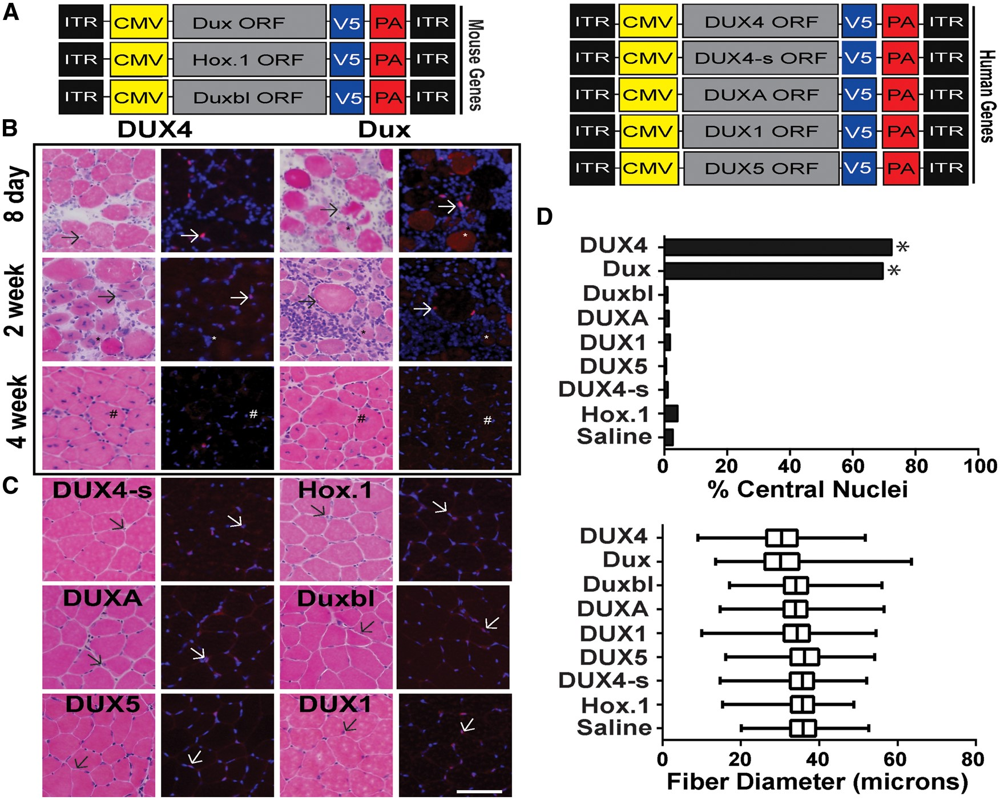 A
ITR CMV Dux ORF V5 PA ITR
ITR CMV Hox.1 ORF V5 PA ITR
ITR CMV Duxbl ORF V5 PA ITR
Mouse Genes
ITR CMV DUX4 ORF V5 PA ITR
ITR CMV DUX4-s ORF V5 PA ITR
ITR CMV DUXA ORF V5 PA ITR
ITR CMV DUX1 ORF V5 PA ITR
ITR CMV DUX5 ORF V5 PA ITR
Human Genes
B
DUX4 Dux
8 day
* *
2 week
* * * *
4 week
# # # #
C
DUX4-s Hox.1
DUXA Duxbl
DUX5 DUX1
D
DUX4 *
Dux *
Duxbl
DUXA
DUX1
DUX5
DUX4-s
Hox.1
Saline
0 20 40 60 80 100
% Central Nuclei
DUX4
Dux
Duxbl
DUXA
DUX1
DUX5
DUX4-s
Hox.1
Saline
0 20 40 60 80
Fiber Diameter (microns)